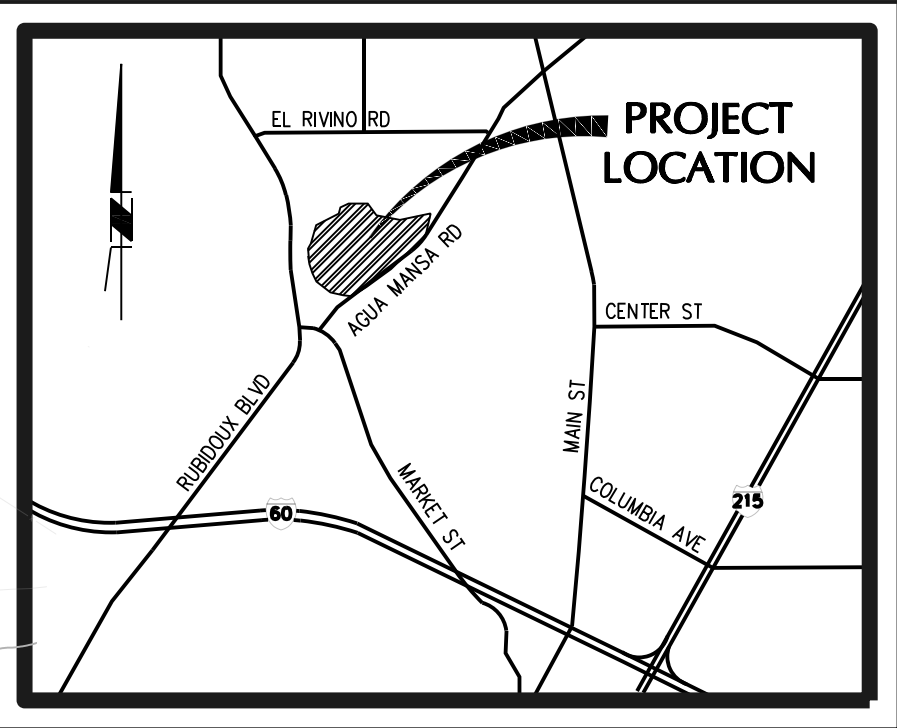 EL RIVINO RD
PROJECT
LOCATION
N
AGUA MANSA RD
CENTER ST
RUBIDOUX BLVD
MAIN ST
MARKET ST
COLUMBIA AVE
215
60